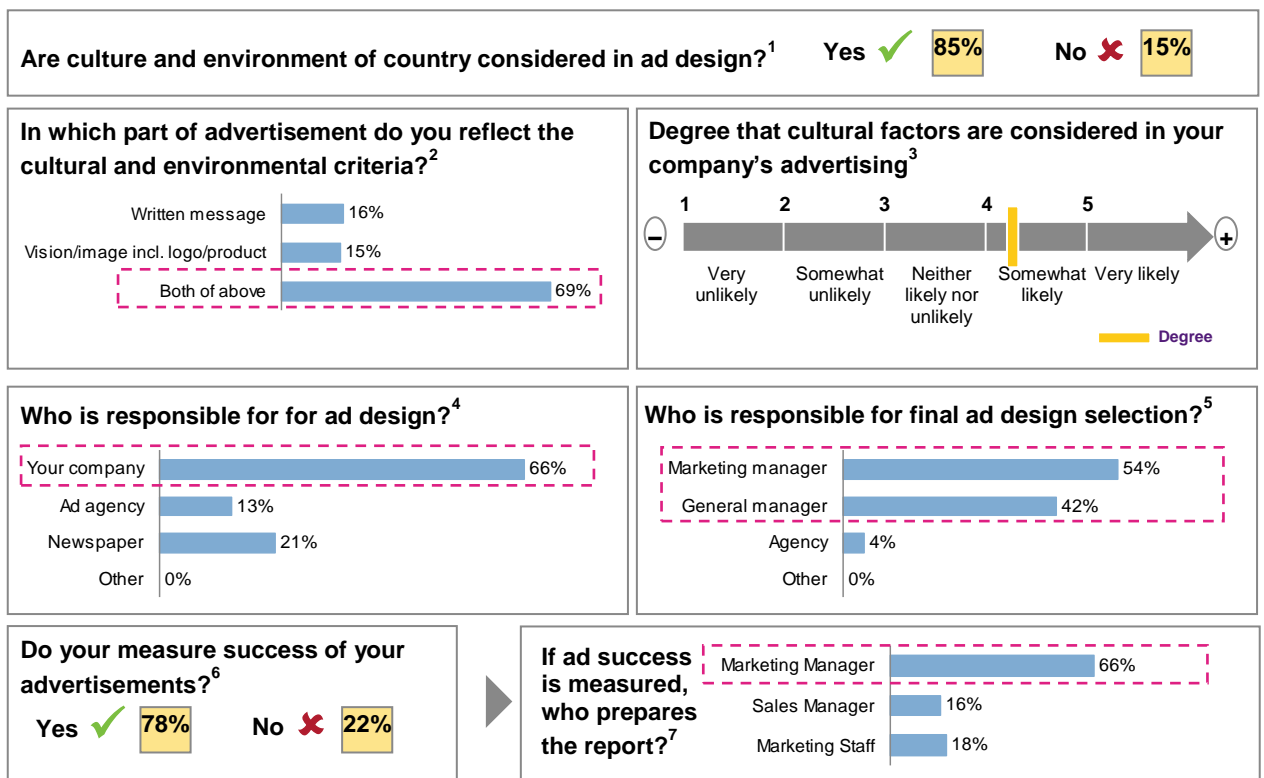 Are culture and environment of country considered in ad design?1 Yes 85% No 15%
In which part of advertisement do you reflect the
cultural and environmental criteria?2
Written message 16%
Vision/image incl. logo/product 15%
Both of above 69%
Degree that cultural factors are considered in your
company’s advertising3
1 2 3 4 5
– +
Very
unlikely
Somewhat
unlikely
Neither
likely nor
unlikely
Somewhat
likely
Very likely
Degree
Who is responsible for for ad design?4
Your company 66%
Ad agency 13%
Newspaper 21%
Other 0%
Who is responsible for final ad design selection?5
Marketing manager 54%
General manager 42%
Agency 4%
Other 0%
Do your measure success of your
advertisements?6
Yes 78% No 22%
If ad success
is measured,
who prepares
the report?7
Marketing Manager 66%
Sales Manager 16%
Marketing Staff 18%